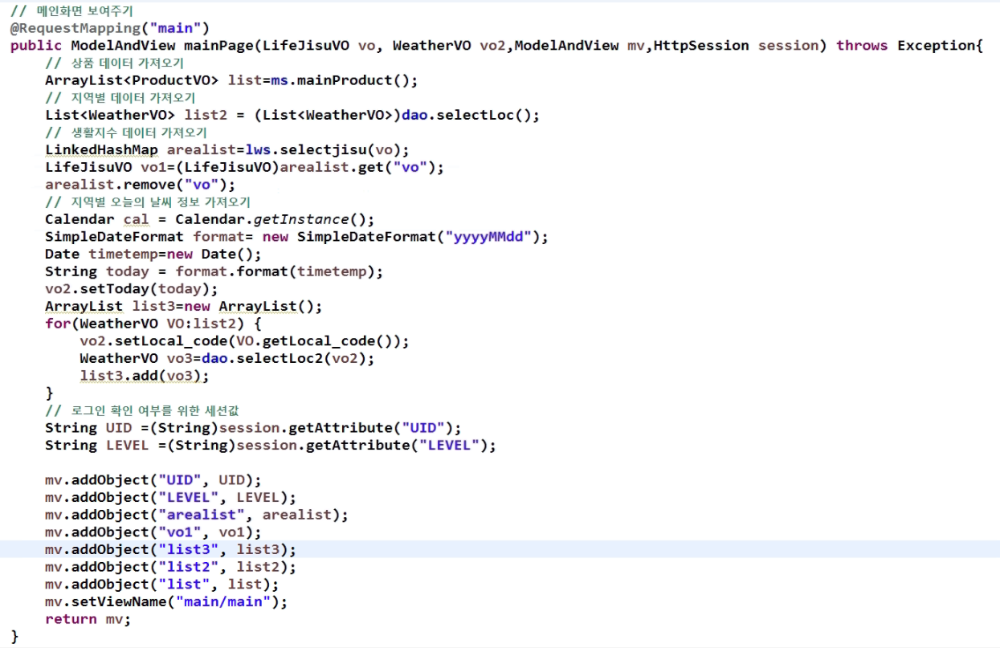 // 메인화면 보여주기
@RequestMapping("main")
public ModelAndView mainPage(LifeJisuVO vo, WeatherVO vo2,ModelAndView mv,HttpSession session) throws Exception{
    // 상품 데이터 가져오기
    ArrayList<ProductVO> list=ms.mainProduct();
    // 지역별 데이터 가져오기
    List<WeatherVO> list2 = (List<WeatherVO>)dao.selectLoc();
    // 생활지수 데이터 가져오기
    LinkedHashMap arealist=lws.selectjisu(vo);
    LifeJisuVO vo1=(LifeJisuVO)arealist.get("vo");
    arealist.remove("vo");
    // 지역별 오늘의 날씨 정보 가져오기
    Calendar cal = Calendar.getInstance();
    SimpleDateFormat format= new SimpleDateFormat("yyyyMMdd");
    Date timetemp=new Date();
    String today = format.format(timetemp);
    vo2.setToday(today);
    ArrayList list3=new ArrayList();
    for(WeatherVO VO:list2) {
        vo2.setLocal_code(VO.getLocal_code());
        WeatherVO vo3=dao.selectLoc2(vo2);
        list3.add(vo3);
    }
    // 로그인 확인 여부를 위한 세션값
    String UID =(String)session.getAttribute("UID");
    String LEVEL =(String)session.getAttribute("LEVEL");
    mv.addObject("UID", UID);
    mv.addObject("LEVEL", LEVEL);
    mv.addObject("arealist", arealist);
    mv.addObject("vo1", vo1);
    mv.addObject("list3", list3);
    mv.addObject("list2", list2);
    mv.addObject("list", list);
    mv.setViewName("main/main");
    return mv;
}